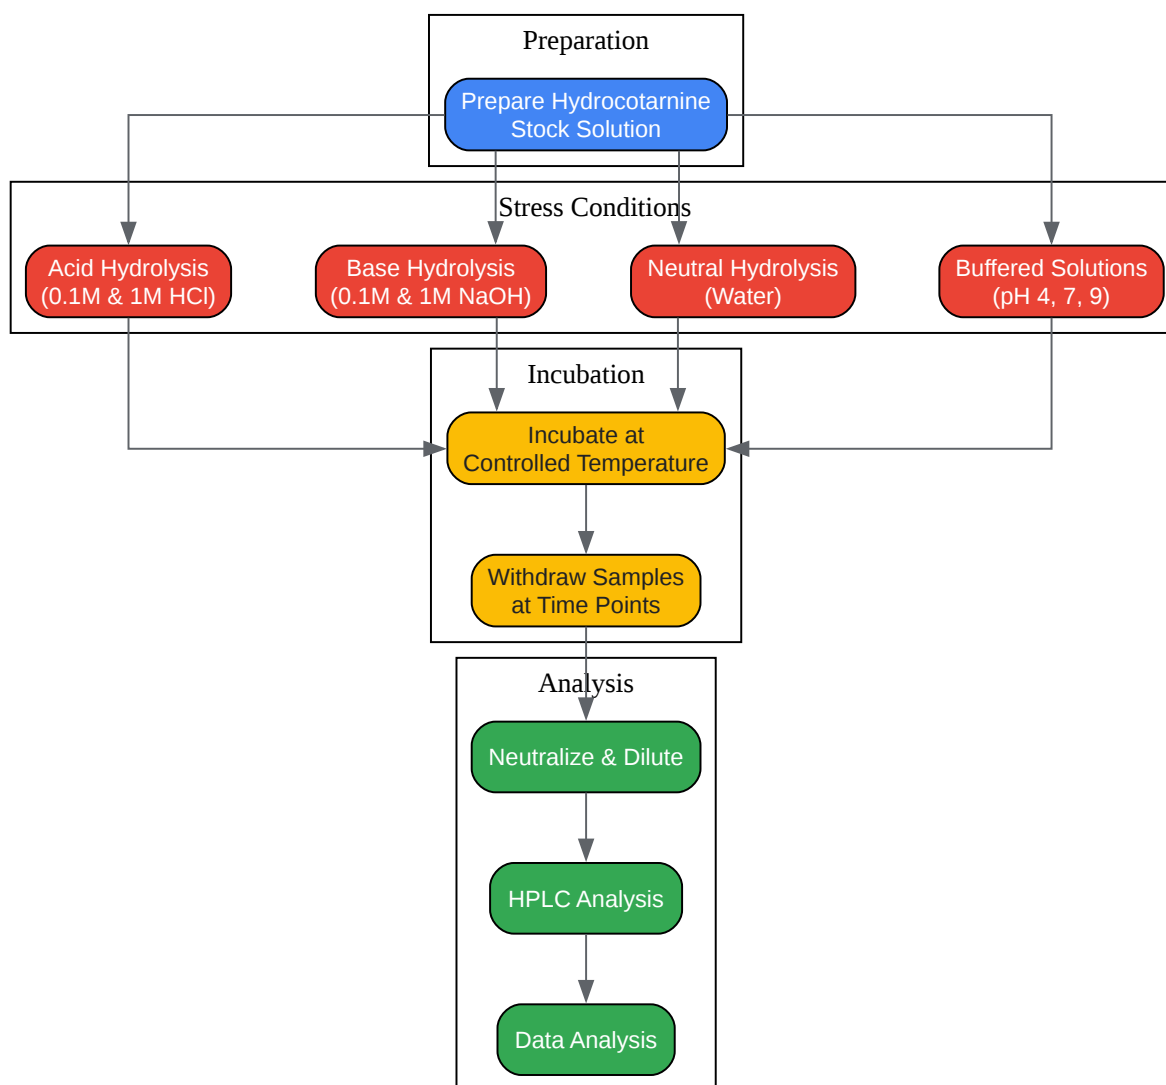 Preparation
Prepare Hydrocotarnine
Stock Solution
Stress Conditions
Acid Hydrolysis
(0.1M & 1M HCl)
Base Hydrolysis
(0.1M & 1M NaOH)
Neutral Hydrolysis
(Water)
Buffered Solutions
(pH 4, 7, 9)
Incubation
Incubate at
Controlled Temperature
Withdraw Samples
at Time Points
Analysis
Neutralize & Dilute
HPLC Analysis
Data Analysis